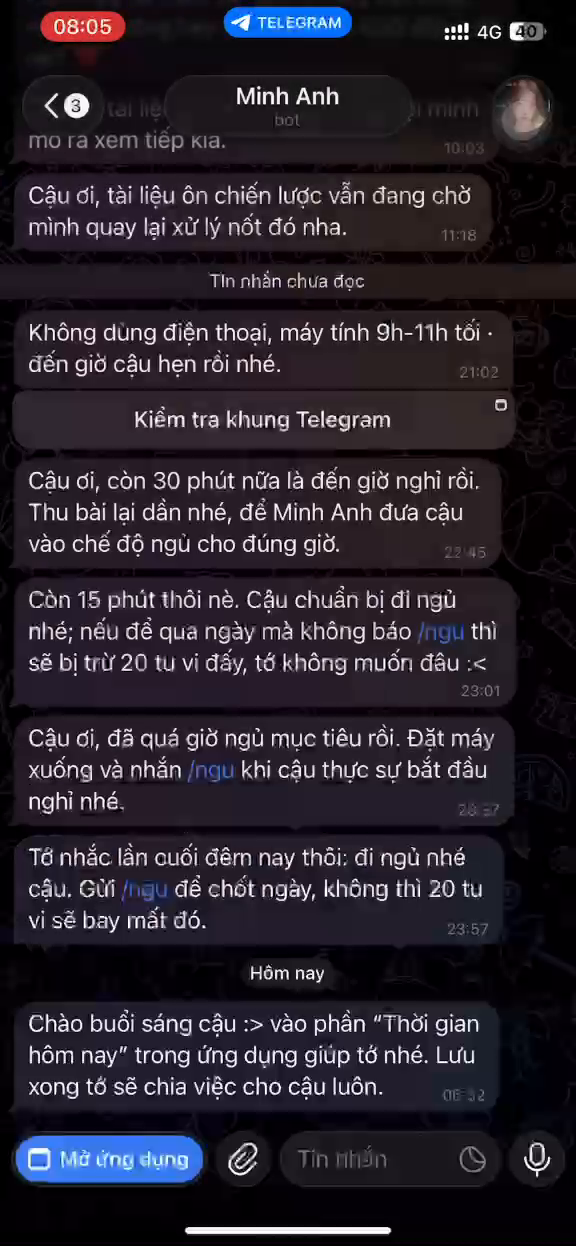 08:05
TELEGRAM
4G
40
3
Minh Anh
bot
mở ra xem tiếp kìa.
10:03
Cậu ơi, tài liệu ôn chiến lược vẫn đang chờ
mình quay lại xử lý nốt đó nha.
11:18
Tin nhắn chưa đọc
Không dùng điện thoại, máy tính 9h-11h tối ·
đến giờ cậu hẹn rồi nhé.
21:02
Kiểm tra khung Telegram
Cậu ơi, còn 30 phút nữa là đến giờ nghỉ rồi.
Thu bài lại dần nhé, để Minh Anh đưa cậu
vào chế độ ngủ cho đúng giờ.
22:45
Còn 15 phút thôi nè. Cậu chuẩn bị đi ngủ
nhé; nếu để qua ngày mà không báo /ngu thì
sẽ bị trừ 20 tu vi đấy, tớ không muốn đâu :<
23:01
Cậu ơi, đã quá giờ ngủ mục tiêu rồi. Đặt máy
xuống và nhắn /ngu khi cậu thực sự bắt đầu
nghỉ nhé.
Tớ nhắc lần cuối đêm nay thôi: đi ngủ nhé
cậu. Gửi /ngu để chốt ngày, không thì 20 tu
vi sẽ bay mất đó.
23:57
Hôm nay
Chào buổi sáng cậu :> vào phần “Thời gian
hôm nay” trong ứng dụng giúp tớ nhé. Lưu
xong tớ sẽ chia việc cho cậu luôn.
Mở ứng dụng
Tin nhắn